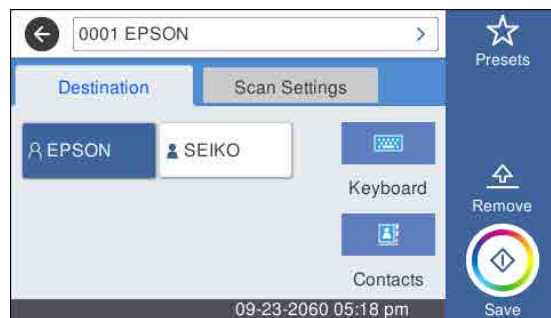 0001 EPSON
Presets
Destination
Scan Settings
EPSON
SEIKO
Keyboard
Remove
Contacts
09-23-2060 05:18 pm
Save